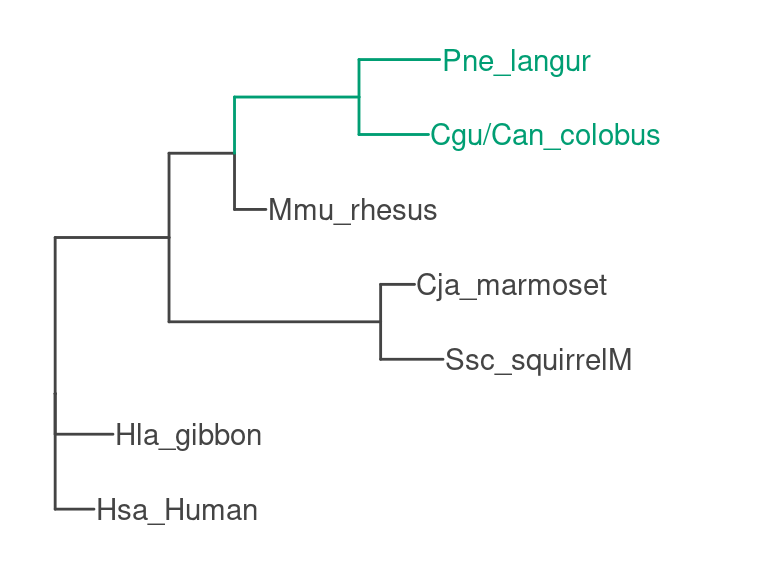 Pne_langur
Cgu/Can_colobus
Mmu_rhesus
Cja_marmoset
Ssc_squirrelM
Hla_gibbon
Hsa_Human